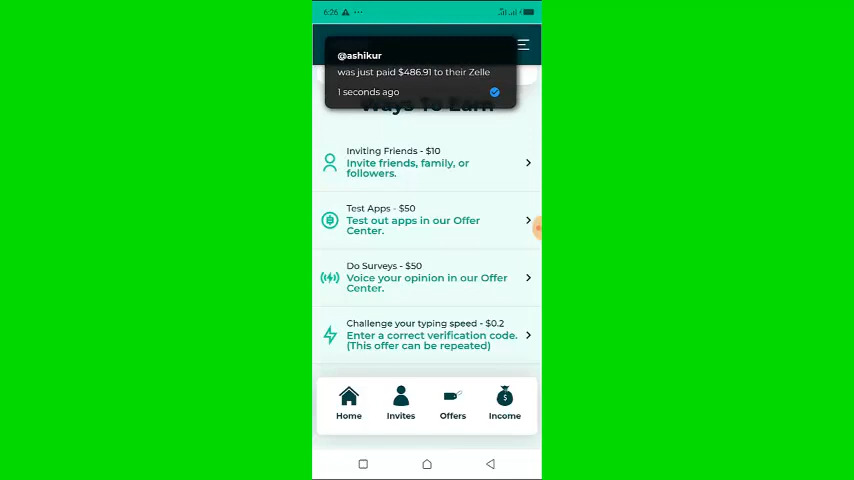 6:26
@ashikur
was just paid $486.91 to their Zelle
1 seconds ago
Ways To Earn
Inviting Friends - $10
Invite friends, family, or
followers.
Test Apps - $50
Test out apps in our Offer
Center.
Do Surveys - $50
Voice your opinion in our Offer
Center.
Challenge your typing speed - $0.2
Enter a correct verification code.
(This offer can be repeated)
Home
Invites
Offers
Income